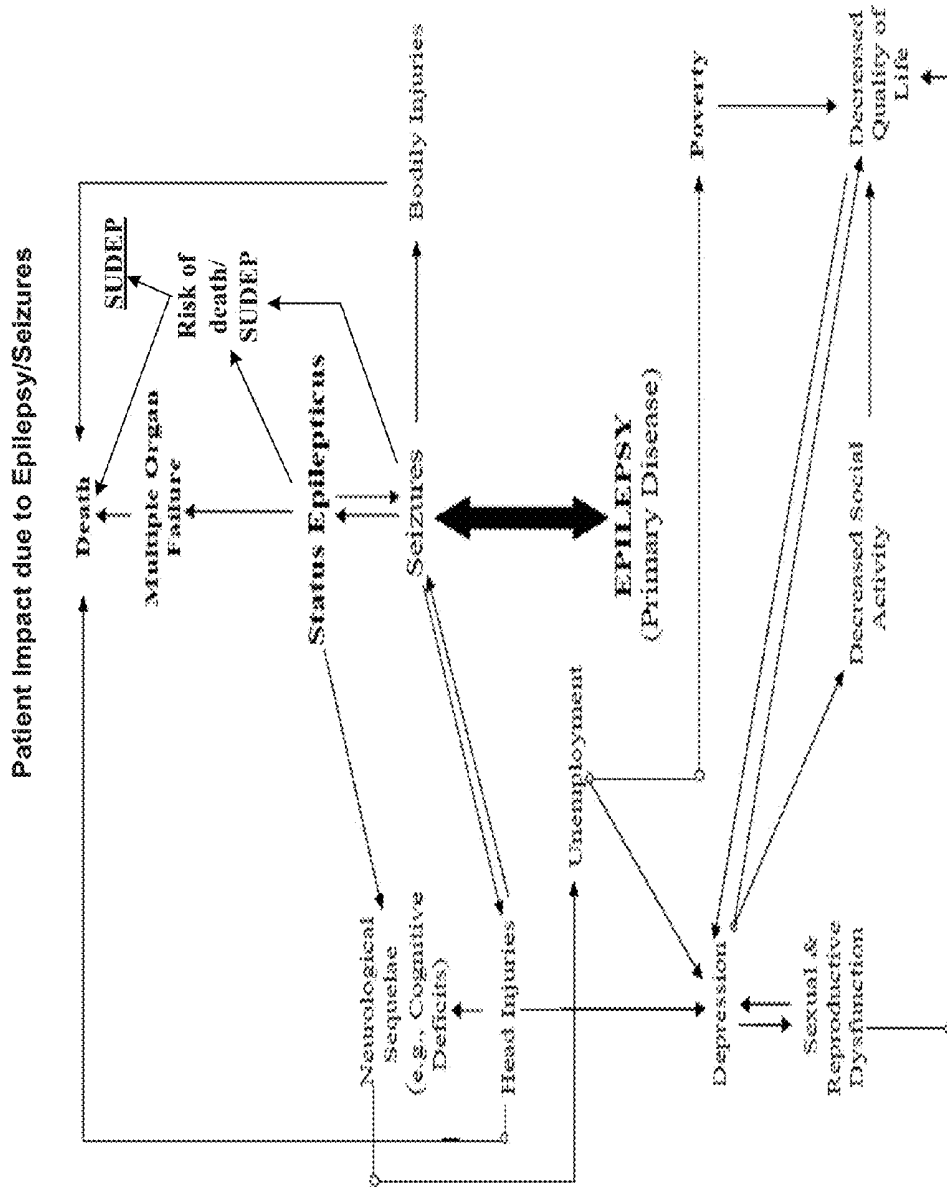 Patient Impact due to Epilepsy/Seizures
Death
SUDEP
Multiple Organ
Failure
Risk of
death/
SUDEP
Status Epilepticus
Neurological
Sequelae
(e.g., Cognitive
Deficits)
Seizures
Bodily Injuries
Head Injuries
Unemployment
EPILEPSY
(Primary Disease)
Poverty
Depression
Sexual &
Reproductive
Dysfunction
Decreased Social
Activity
Decreased
Quality of
Life